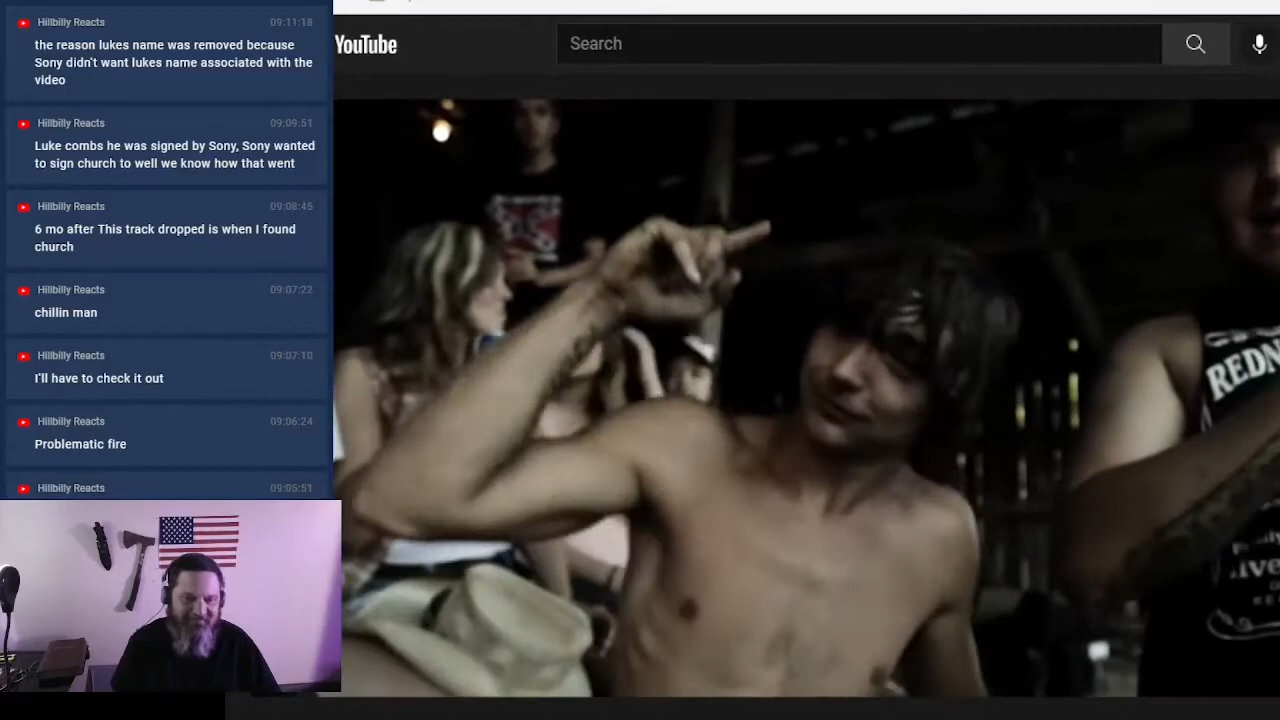 Hillbilly Reacts 09:11:18
the reason lukes name was removed because
Sony didn't want lukes name associated with the
video
Hillbilly Reacts 09:09:51
Luke combs he was signed by Sony, Sony wanted
to sign church to well we know how that went
Hillbilly Reacts 09:08:45
6 mo after This track dropped is when I found
church
Hillbilly Reacts 09:07:22
chillin man
Hillbilly Reacts 09:07:10
I'll have to check it out
Hillbilly Reacts 09:06:24
Problematic fire
Hillbilly Reacts 09:05:51
YouTube
Search